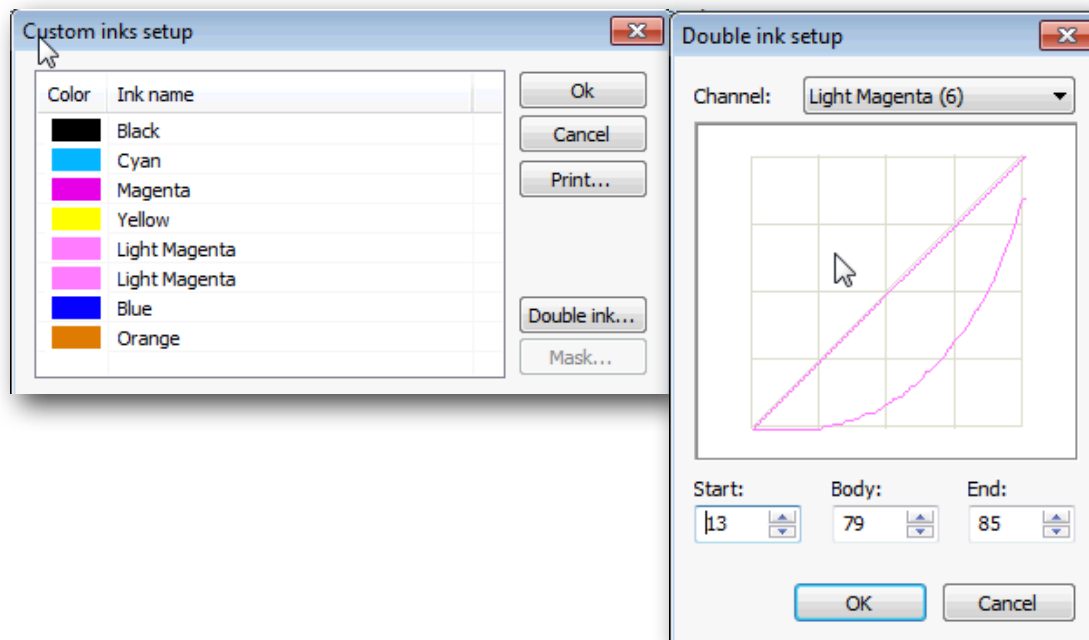 Custom inks setup
Color Ink name
Black
Cyan
Magenta
Yellow
Light Magenta
Light Magenta
Blue
Orange
Ok
Cancel
Print...
Double ink...
Mask...
Double ink setup
Channel: Light Magenta (6)
Start: Body: End:
13 79 85
OK Cancel